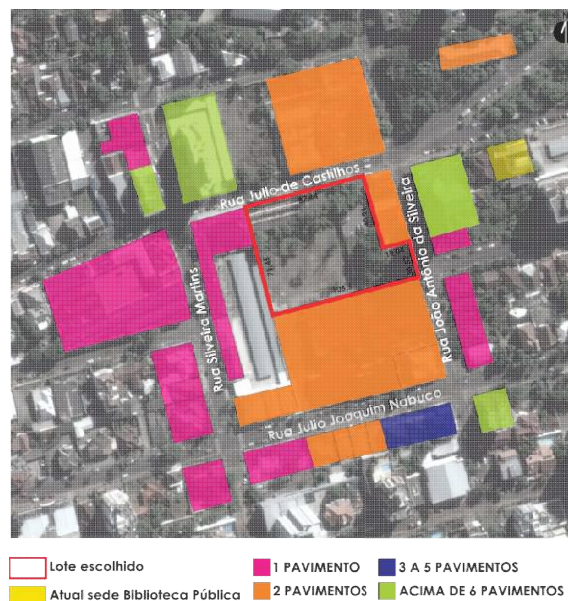 Rua Julio de Castilhos
Rua João Antônio da Silveira
Rua Silveira Martins
Rua Julio Joaquim Nabuco
Lote escolhido
Atual sede Biblioteca Pública
1 PAVIMENTO
2 PAVIMENTOS
3 A 5 PAVIMENTOS
ACIMA DE 6 PAVIMENTOS